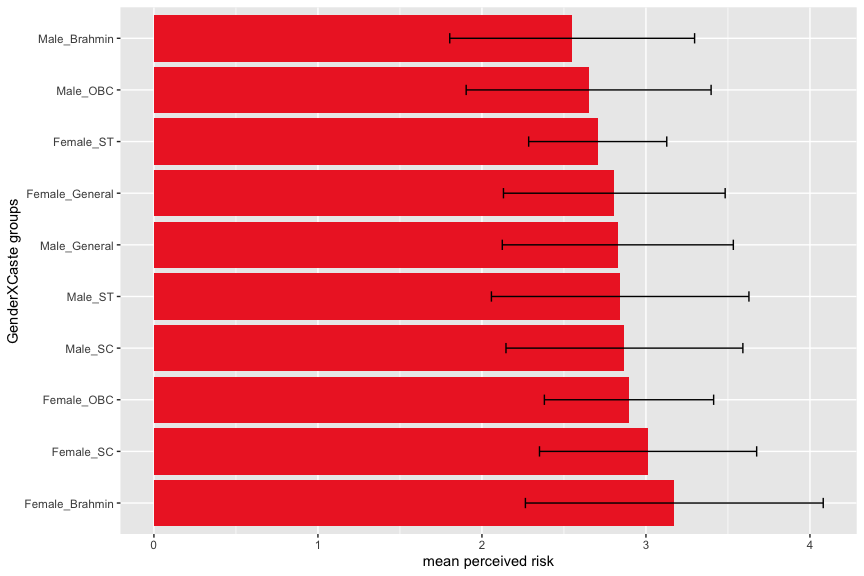 GenderXCaste groups
Male_Brahmin
Male_OBC
Female_ST
Female_General
Male_General
Male_ST
Male_SC
Female_OBC
Female_SC
Female_Brahmin
0 1 2 3 4
mean perceived risk